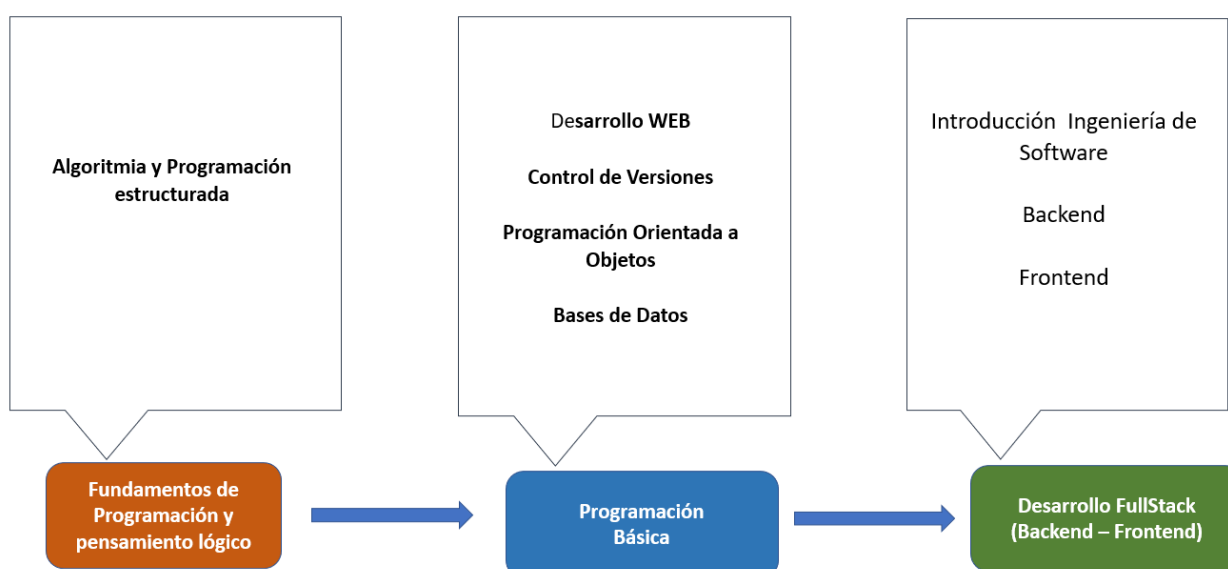 Algoritmia y Programación
estructurada
Desarrollo WEB
Control de Versiones
Programación Orientada a
Objetos
Bases de Datos
Introducción  Ingeniería de
Software
Backend
Frontend
Fundamentos de
Programación y
pensamiento lógico
Programación
Básica
Desarrollo FullStack
(Backend – Frontend)